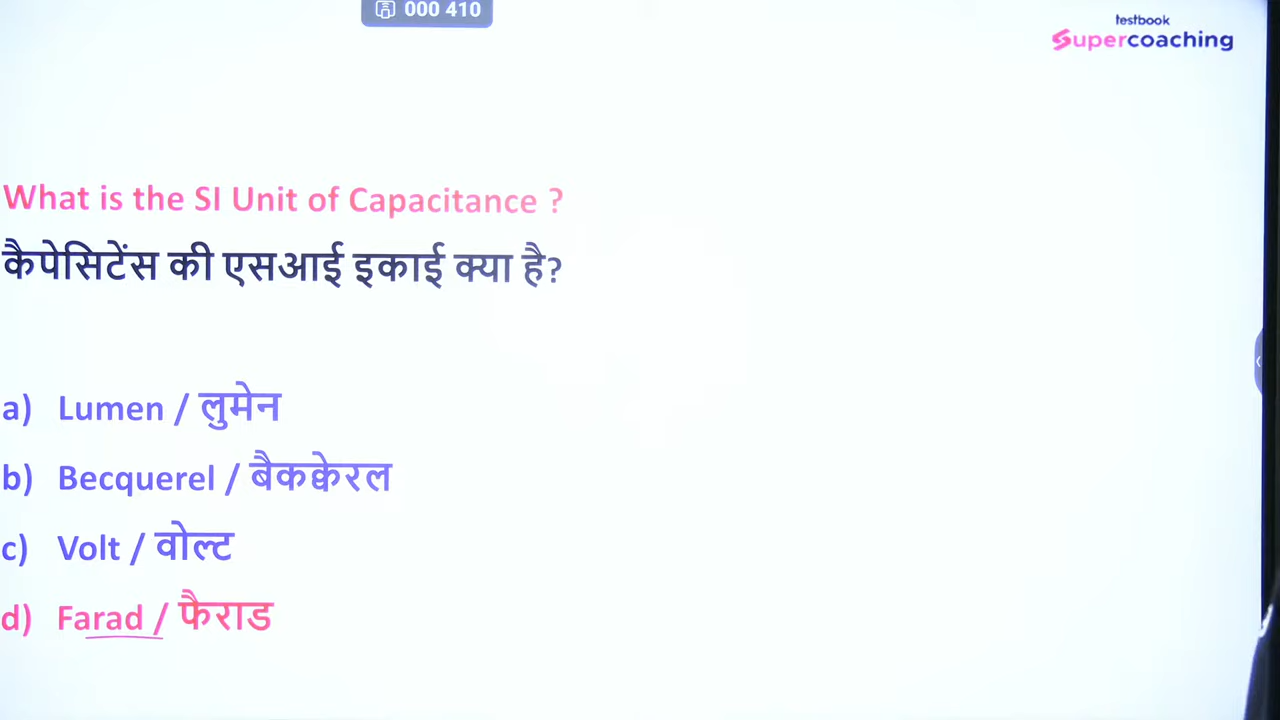 000 410
testbook
Supercoaching
What is the SI Unit of Capacitance ?
कैपेसिटेंस की एसआई इकाई क्या है?
a) Lumen / लुमेन
b) Becquerel / बैकक्वेरल
c) Volt / वोल्ट
d) Farad / फैराड